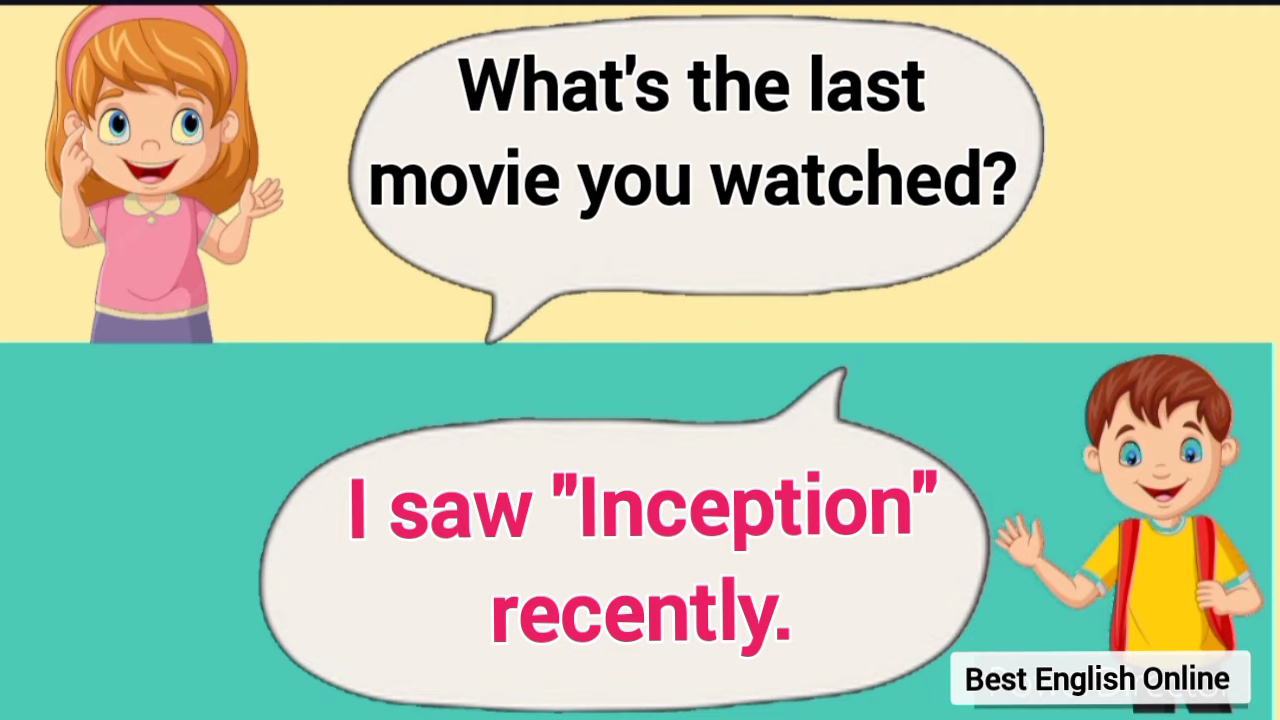 What's the last
movie you watched?
I saw "Inception"
recently.
Best English Online